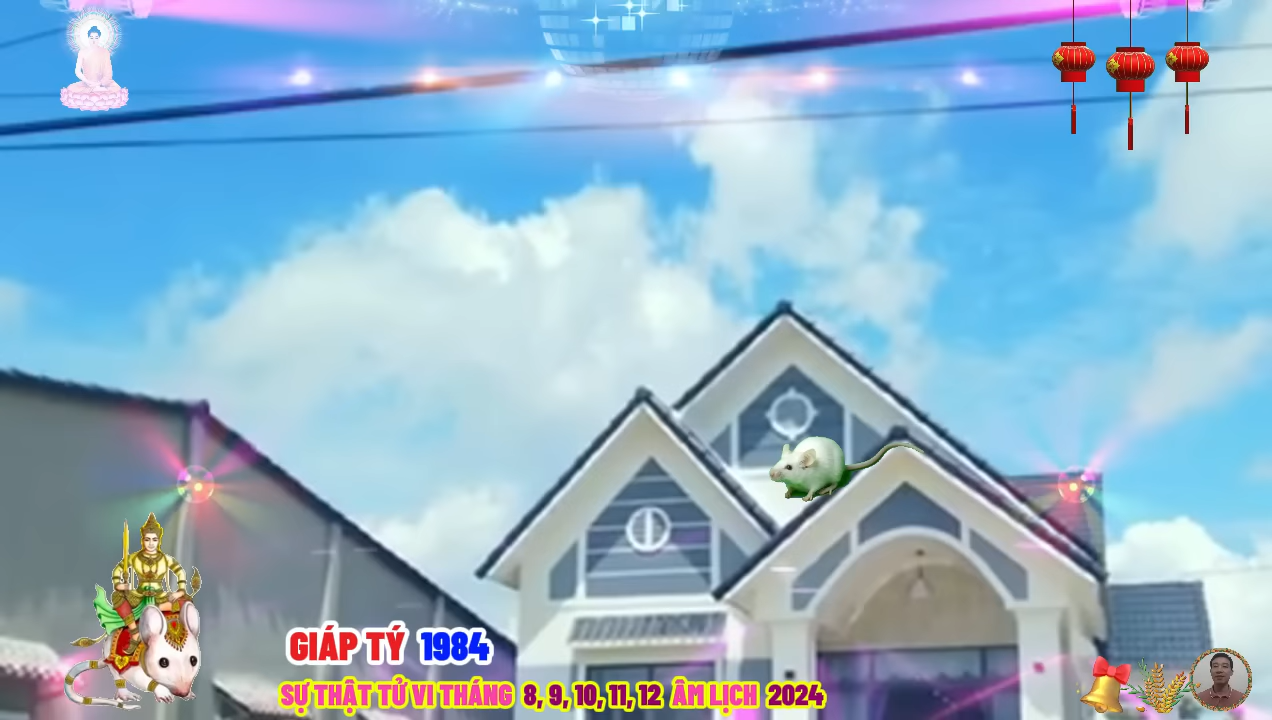 GIÁP TÝ 1984
SỰ THẬT TỬ VI THÁNG 8, 9, 10, 11, 12 ÂM LỊCH 2024